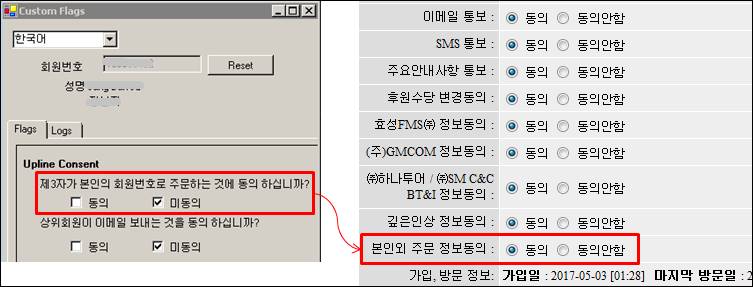 Custom Flags
한국어
회원번호
Reset
성명
Flags
Logs
Upline Consent
제3자가 본인의 회원번호로 주문하는 것에 동의 하십니까?
동의 미동의
상위회원이 이메일 보내는 것을 동의 하십니까?
동의 미동의
이메일 통보 : 동의 동의안함
SMS 통보 : 동의 동의안함
주요안내사항 통보 : 동의 동의안함
후원수당 변경동의 : 동의 동의안함
효성FMS㈜ 정보동의 : 동의 동의안함
(주)GMCOM 정보동의 : 동의 동의안함
㈜하나투어 / ㈜SM C&C
BT&I 정보동의 : 동의 동의안함
깊은인상 정보동의 : 동의 동의안함
본인외 주문 정보동의 : 동의 동의안함
가입, 방문 정보: 가입일 : 2017-05-03 [01:28] 마지막 방문일 : 2